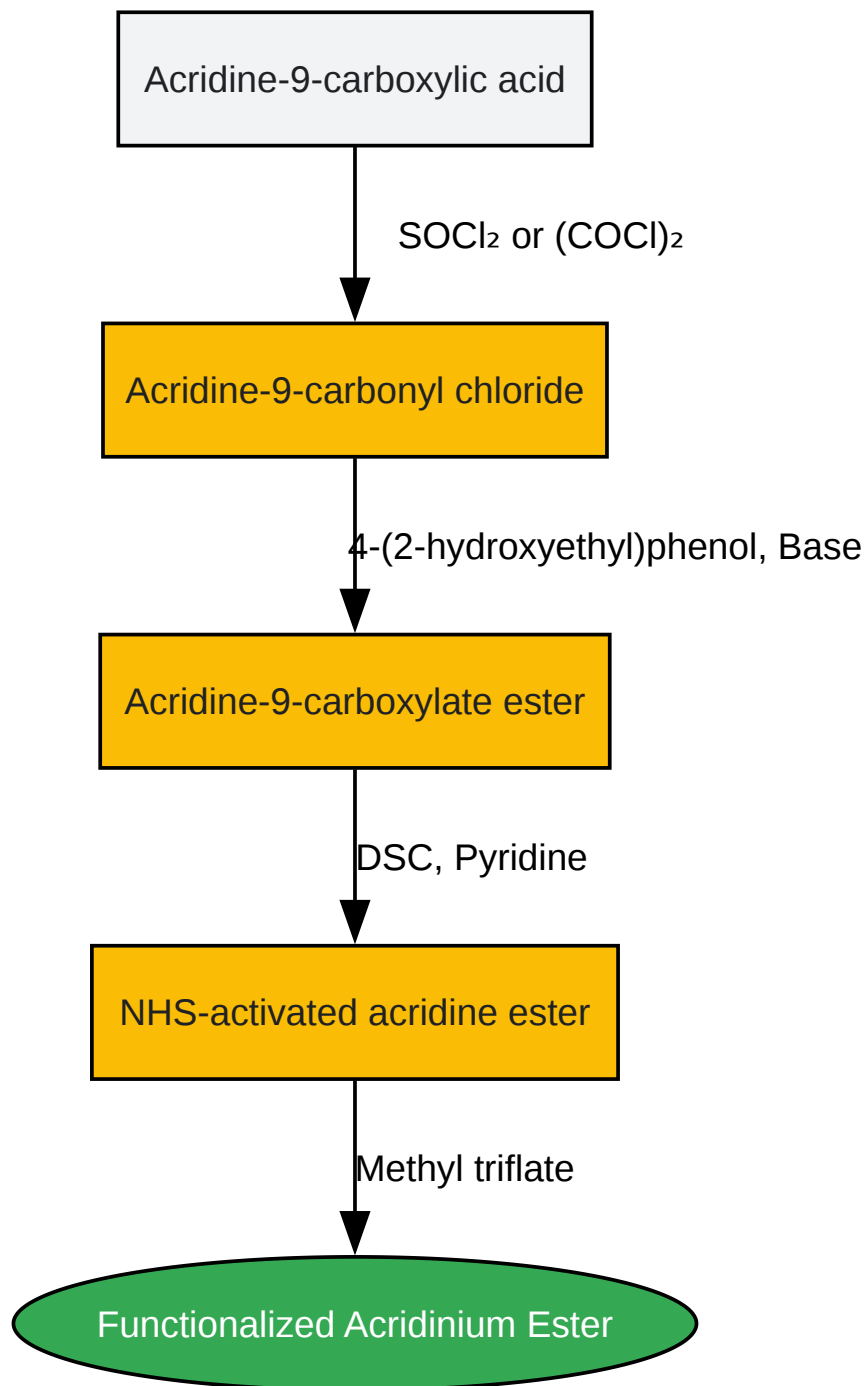 Acridine-9-carboxylic acid
SOCl₂ or (COCl)₂
Acridine-9-carbonyl chloride
4-(2-hydroxyethyl)phenol, Base
Acridine-9-carboxylate ester
DSC, Pyridine
NHS-activated acridine ester
Methyl triflate
Functionalized Acridinium Ester